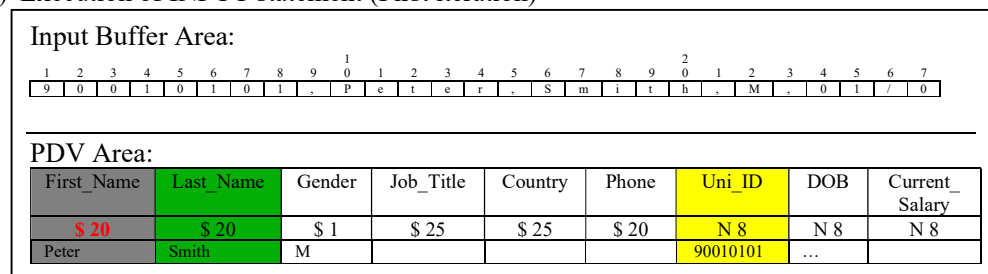 ) Execution of INPUT statement (First iteration)
Input Buffer Area:
1 2
1 2 3 4 5 6 7 8 9 0 1 2 3 4 5 6 7 8 9 0 1 2 3 4 5 6 7
9 0 0 1 0 1 0 1 , P e t e r , S m i t h , M , 0 1 / 0
PDV Area:
First_Name Last_Name Gender Job_Title Country Phone Uni_ID DOB Current_
Salary
$ 20 $ 20 $ 1 $ 25 $ 25 $ 20 N 8 N 8 N 8
Peter Smith M 90010101 …